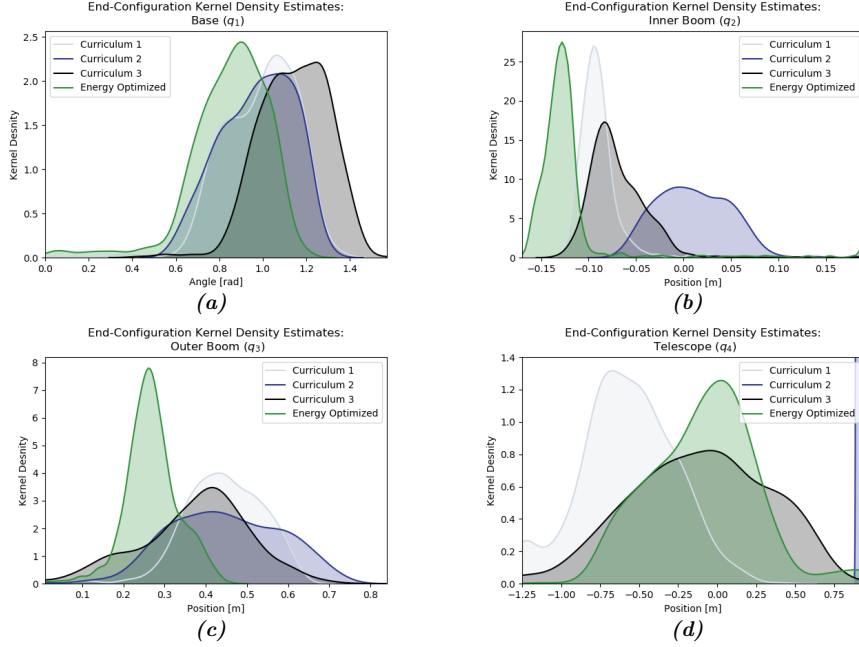 End-Configuration Kernel Density Estimates:
Base (q1)
2.5
2.0
1.5
1.0
0.5
0.0
Kernel Desnity
Curriculum 1
Curriculum 2
Curriculum 3
Energy Optimized
0.0 0.2 0.4 0.6 0.8 1.0 1.2 1.4
Angle [rad]
(a)
End-Configuration Kernel Density Estimates:
Inner Boom (q2)
25
20
15
10
5
0
Kernel Desnity
Curriculum 1
Curriculum 2
Curriculum 3
Energy Optimized
−0.15 −0.10 −0.05 0.00 0.05 0.10 0.15
Position [m]
(b)
End-Configuration Kernel Density Estimates:
Outer Boom (q3)
8
7
6
5
4
3
2
1
0
Kernel Desnity
Curriculum 1
Curriculum 2
Curriculum 3
Energy Optimized
0.1 0.2 0.3 0.4 0.5 0.6 0.7 0.8
Position [m]
(c)
End-Configuration Kernel Density Estimates:
Telescope (q4)
1.4
1.2
1.0
0.8
0.6
0.4
0.2
0.0
Kernel Desnity
Curriculum 1
Curriculum 2
Curriculum 3
Energy Optimized
−1.25 −1.00 −0.75 −0.50 −0.25 0.00 0.25 0.50 0.75
Position [m]
(d)